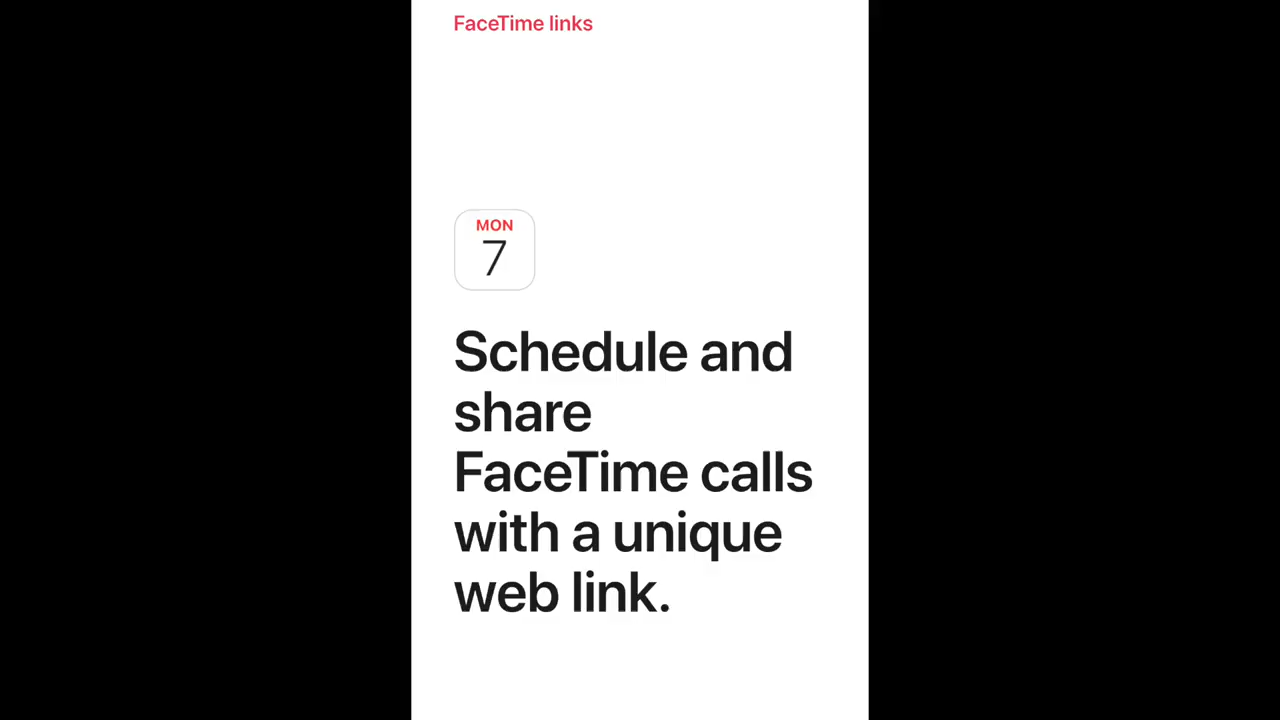 FaceTime links
MON
7
Schedule and
share
FaceTime calls
with a unique
web link.